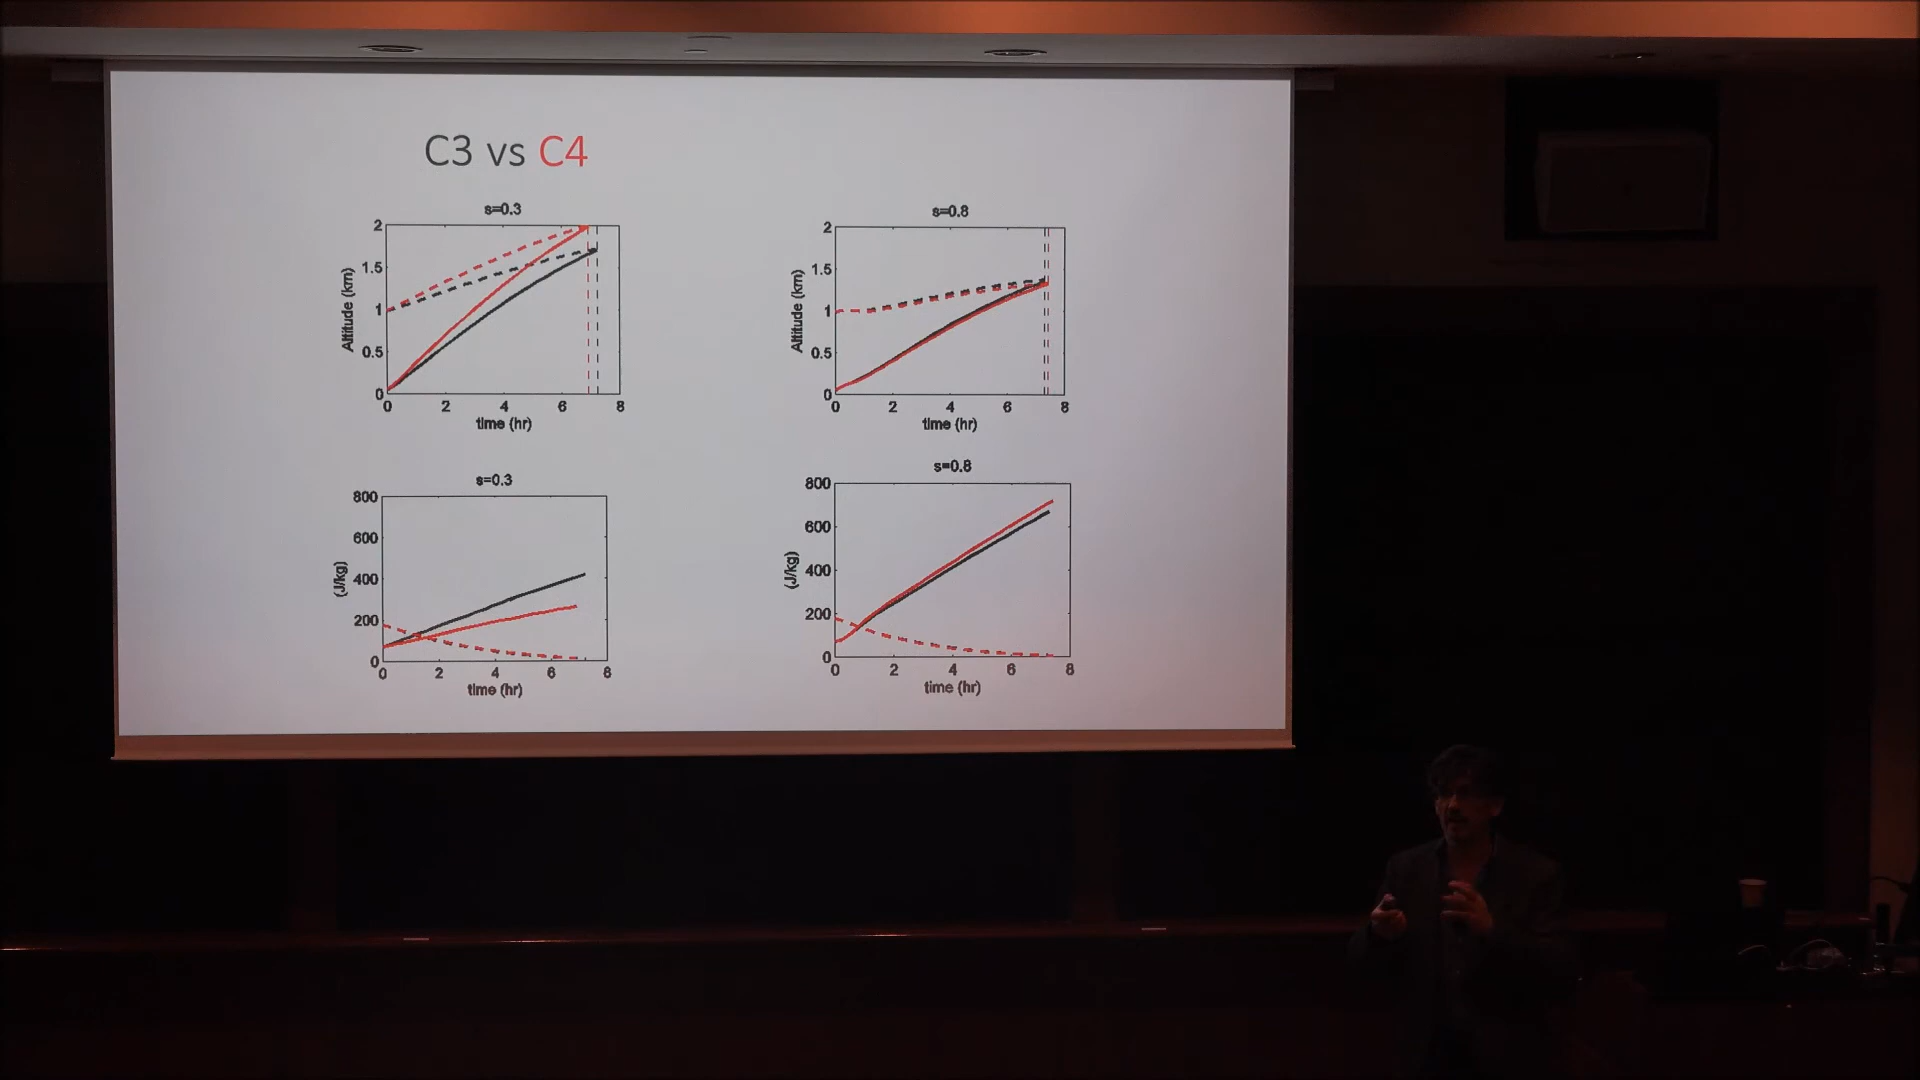 C3 vs C4
s=0.3
2
1.5
1
0.5
0
Altitude (km)
0 2 4 6 8
time (hr)
s=0.8
2
1.5
1
0.5
0
Altitude (km)
0 2 4 6 8
time (hr)
s=0.3
800
600
400
200
0
(J/kg)
0 2 4 6 8
time (hr)
s=0.8
800
600
400
200
0
(J/kg)
0 2 4 6 8
time (hr)